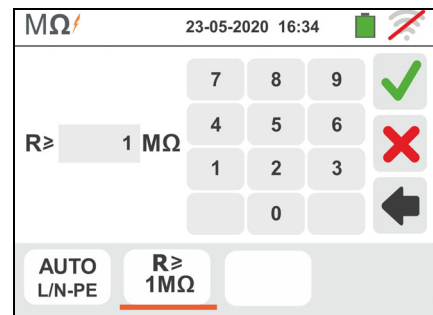 MΩ 23-05-2020 16:34
7 8 9
4 5 6
R≥ 1 MΩ
1 2 3
0
AUTO R≥
L/N-PE 1MΩ